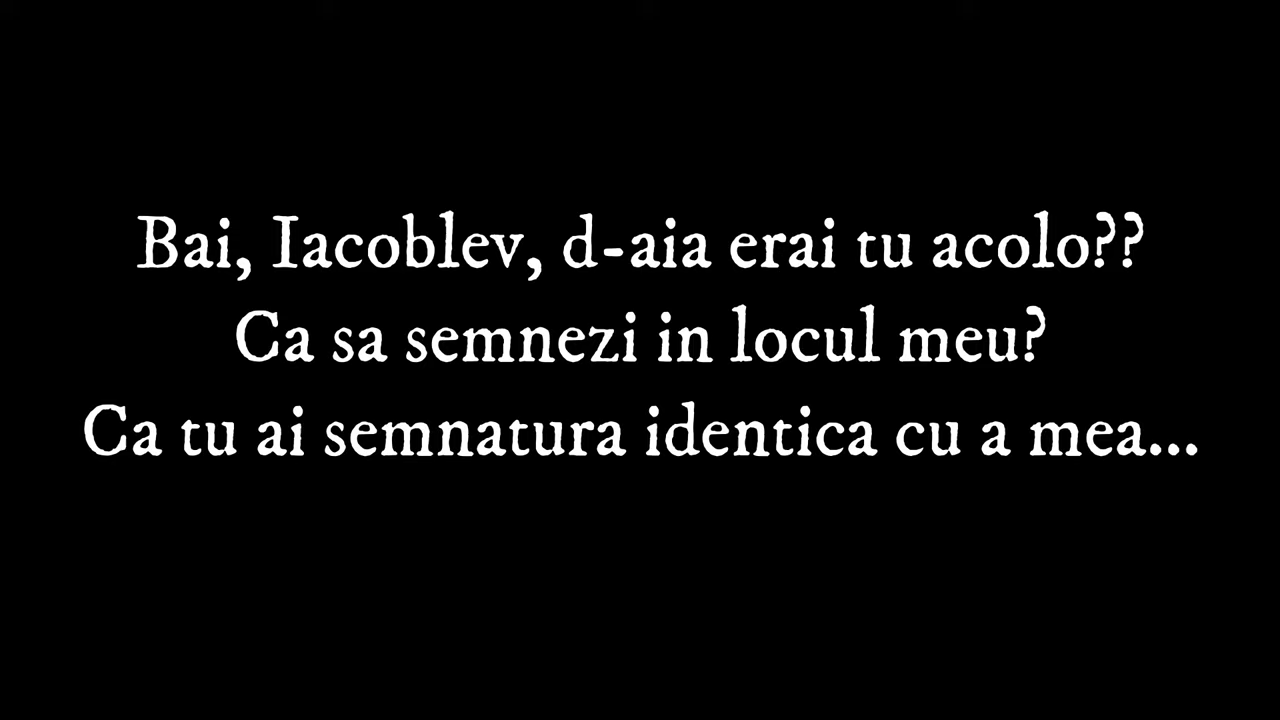 Bai, Iacoblev, d-aia erai tu acolo??
Ca sa semnezi in locul meu?
Ca tu ai semnatura identica cu a mea...